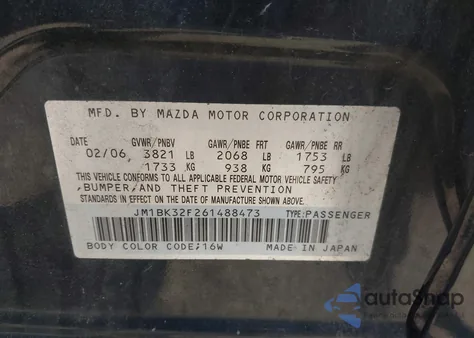 MFD. BY MAZDA MOTOR CORPORATION
GVWR/PNBV GAWR/PNBE FRT GAWR/PNBE RR
02/06 3821 LB 2068 LB 1753 LB
1733 KG 938 KG 795 KG
THIS VEHICLE CONFORMS TO ALL APPLICABLE FEDERAL MOTOR VEHICLE SAFETY,
BUMPER, AND THEFT PREVENTION
STANDARDS IN EFFECT ON THE DATE OF MANUFACTURE SHOWN ABOVE.
JM1BK32F261488473 TYPE:PASSENGER
BODY COLOR CODE:16W MADE IN JAPAN
autoSnap